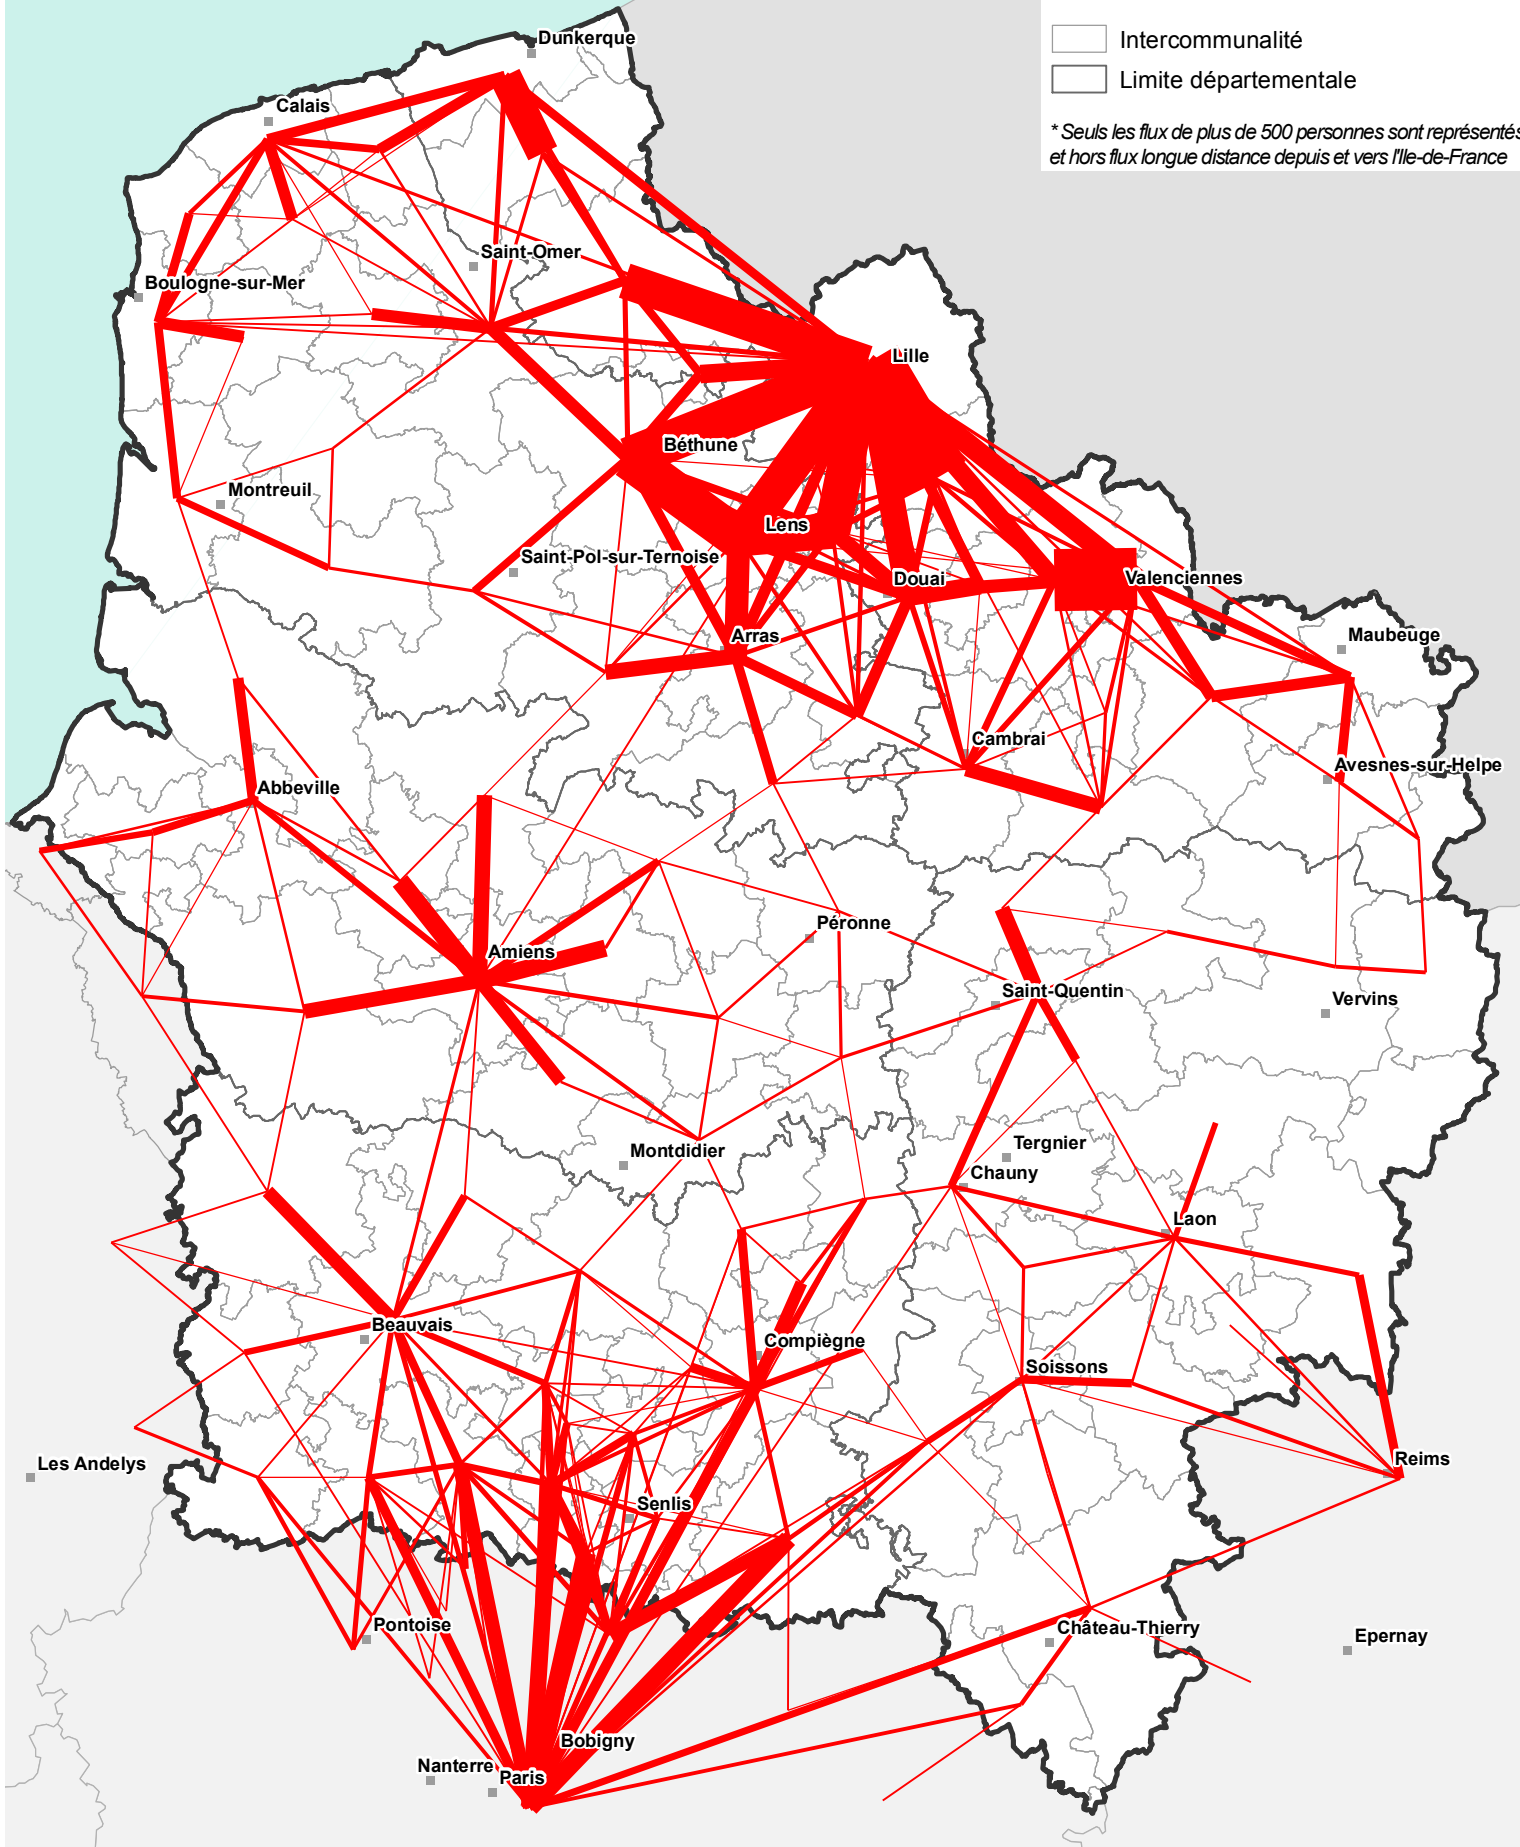 Intercommunalité
Limite départementale
* Seuls les flux de plus de 500 personnes sont représentés
et hors flux longue distance depuis et vers l'Ile-de-France
Dunkerque
Calais
Saint-Omer
Boulogne-sur-Mer
Lille
Béthune
Montreuil
Lens
Saint-Pol-sur-Ternoise
Douai
Valenciennes
Arras
Maubeuge
Cambrai
Avesnes-sur-Helpe
Abbeville
Péronne
Amiens
Saint-Quentin
Vervins
Montdidier
Tergnier
Chauny
Laon
Beauvais
Compiègne
Soissons
Les Andelys
Reims
Senlis
Pontoise
Château-Thierry
Epernay
Bobigny
Nanterre
Paris